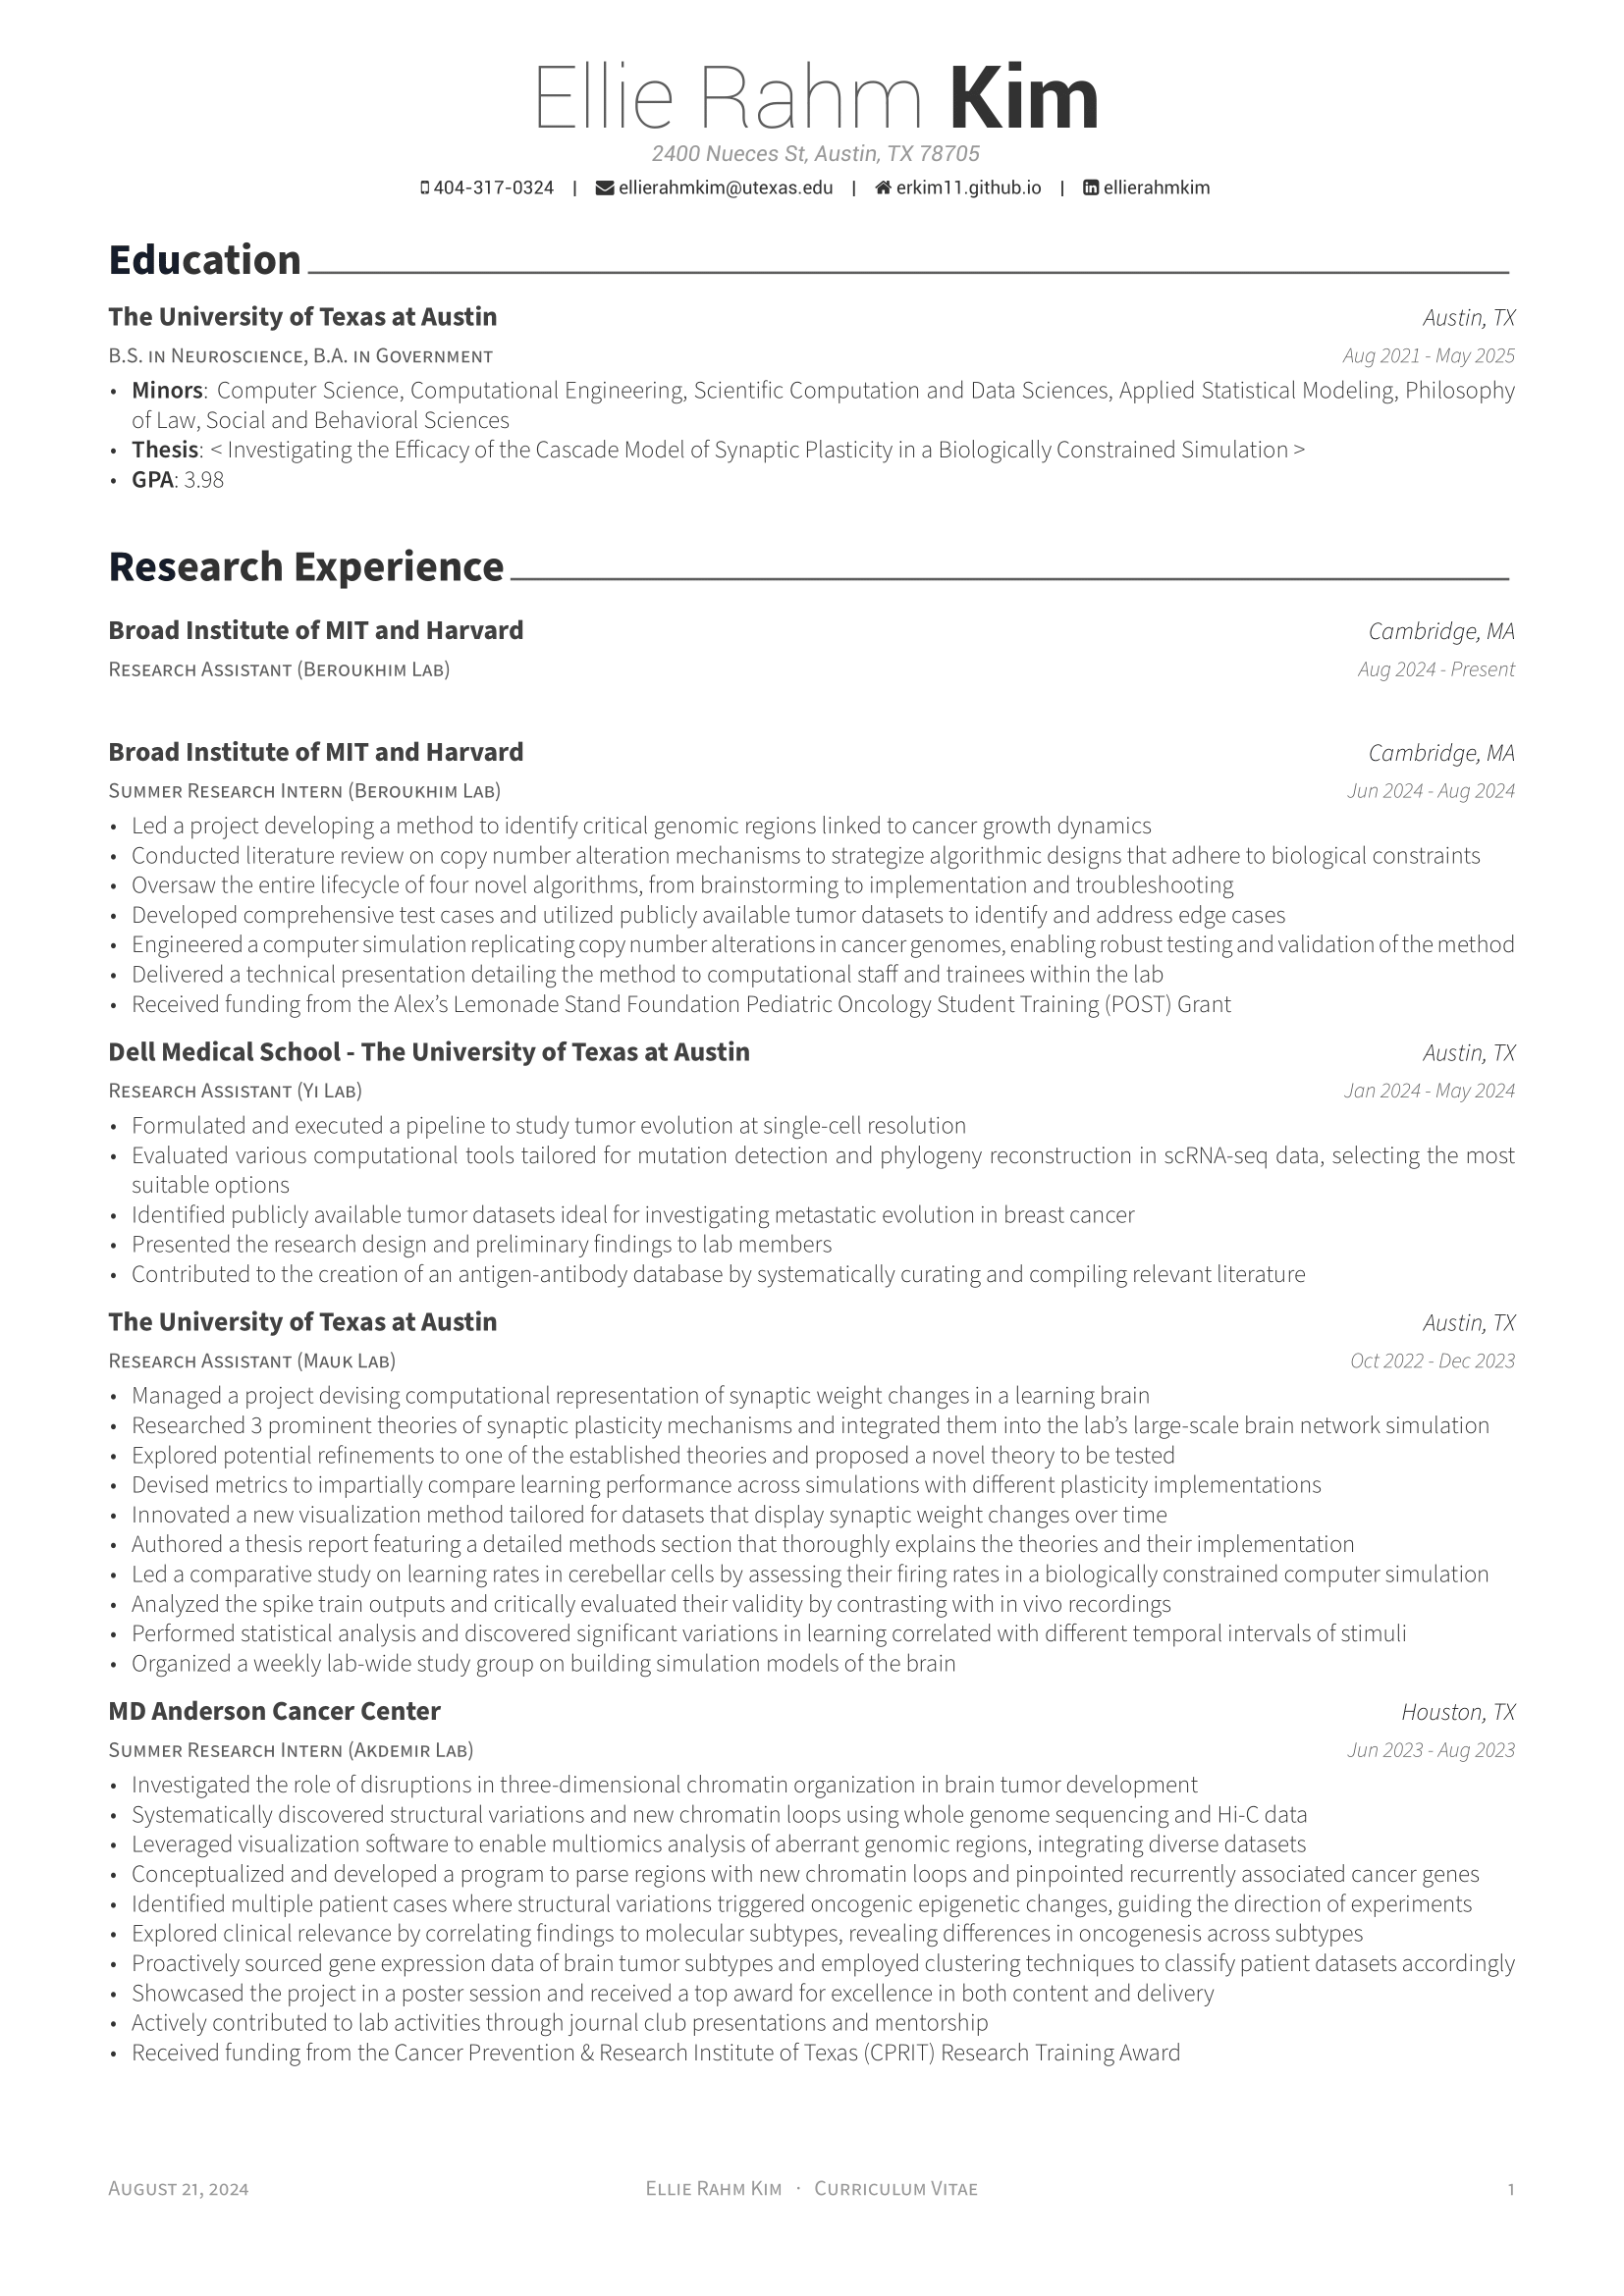 Ellie Rahm Kim
2400 Nueces St, Austin, TX 78705
404-317-0324 | ellierahmkim@utexas.edu | erkim11.github.io | ellierahmkim
Education
The University of Texas at Austin Austin, TX
B.S. in Neuroscience, B.A. in Government Aug 2021 - May 2025
• Minors: Computer Science, Computational Engineering, Scientific Computation and Data Sciences, Applied Statistical Modeling, Philosophy
of Law, Social and Behavioral Sciences
• Thesis: < Investigating the Efficacy of the Cascade Model of Synaptic Plasticity in a Biologically Constrained Simulation >
• GPA: 3.98
Research Experience
Broad Institute of MIT and Harvard Cambridge, MA
Research Assistant (Beroukhim Lab) Aug 2024 - Present
Broad Institute of MIT and Harvard Cambridge, MA
Summer Research Intern (Beroukhim Lab) Jun 2024 - Aug 2024
• Led a project developing a method to identify critical genomic regions linked to cancer growth dynamics
• Conducted literature review on copy number alteration mechanisms to strategize algorithmic designs that adhere to biological constraints
• Oversaw the entire lifecycle of four novel algorithms, from brainstorming to implementation and troubleshooting
• Developed comprehensive test cases and utilized publicly available tumor datasets to identify and address edge cases
• Engineered a computer simulation replicating copy number alterations in cancer genomes, enabling robust testing and validation of the method
• Delivered a technical presentation detailing the method to computational staff and trainees within the lab
• Received funding from the Alex’s Lemonade Stand Foundation Pediatric Oncology Student Training (POST) Grant
Dell Medical School - The University of Texas at Austin Austin, TX
Research Assistant (Yi Lab) Jan 2024 - May 2024
• Formulated and executed a pipeline to study tumor evolution at single-cell resolution
• Evaluated various computational tools tailored for mutation detection and phylogeny reconstruction in scRNA-seq data, selecting the most
suitable options
• Identified publicly available tumor datasets ideal for investigating metastatic evolution in breast cancer
• Presented the research design and preliminary findings to lab members
• Contributed to the creation of an antigen-antibody database by systematically curating and compiling relevant literature
The University of Texas at Austin Austin, TX
Research Assistant (Mauk Lab) Oct 2022 - Dec 2023
• Managed a project devising computational representation of synaptic weight changes in a learning brain
• Researched 3 prominent theories of synaptic plasticity mechanisms and integrated them into the lab’s large-scale brain network simulation
• Explored potential refinements to one of the established theories and proposed a novel theory to be tested
• Devised metrics to impartially compare learning performance across simulations with different plasticity implementations
• Innovated a new visualization method tailored for datasets that display synaptic weight changes over time
• Authored a thesis report featuring a detailed methods section that thoroughly explains the theories and their implementation
• Led a comparative study on learning rates in cerebellar cells by assessing their firing rates in a biologically constrained computer simulation
• Analyzed the spike train outputs and critically evaluated their validity by contrasting with in vivo recordings
• Performed statistical analysis and discovered significant variations in learning correlated with different temporal intervals of stimuli
• Organized a weekly lab-wide study group on building simulation models of the brain
MD Anderson Cancer Center Houston, TX
Summer Research Intern (Akdemir Lab) Jun 2023 - Aug 2023
• Investigated the role of disruptions in three-dimensional chromatin organization in brain tumor development
• Systematically discovered structural variations and new chromatin loops using whole genome sequencing and Hi-C data
• Leveraged visualization software to enable multiomics analysis of aberrant genomic regions, integrating diverse datasets
• Conceptualized and developed a program to parse regions with new chromatin loops and pinpointed recurrently associated cancer genes
• Identified multiple patient cases where structural variations triggered oncogenic epigenetic changes, guiding the direction of experiments
• Explored clinical relevance by correlating findings to molecular subtypes, revealing differences in oncogenesis across subtypes
• Proactively sourced gene expression data of brain tumor subtypes and employed clustering techniques to classify patient datasets accordingly
• Showcased the project in a poster session and received a top award for excellence in both content and delivery
• Actively contributed to lab activities through journal club presentations and mentorship
• Received funding from the Cancer Prevention & Research Institute of Texas (CPRIT) Research Training Award
August 21, 2024 Ellie Rahm Kim · Curriculum Vitae 1